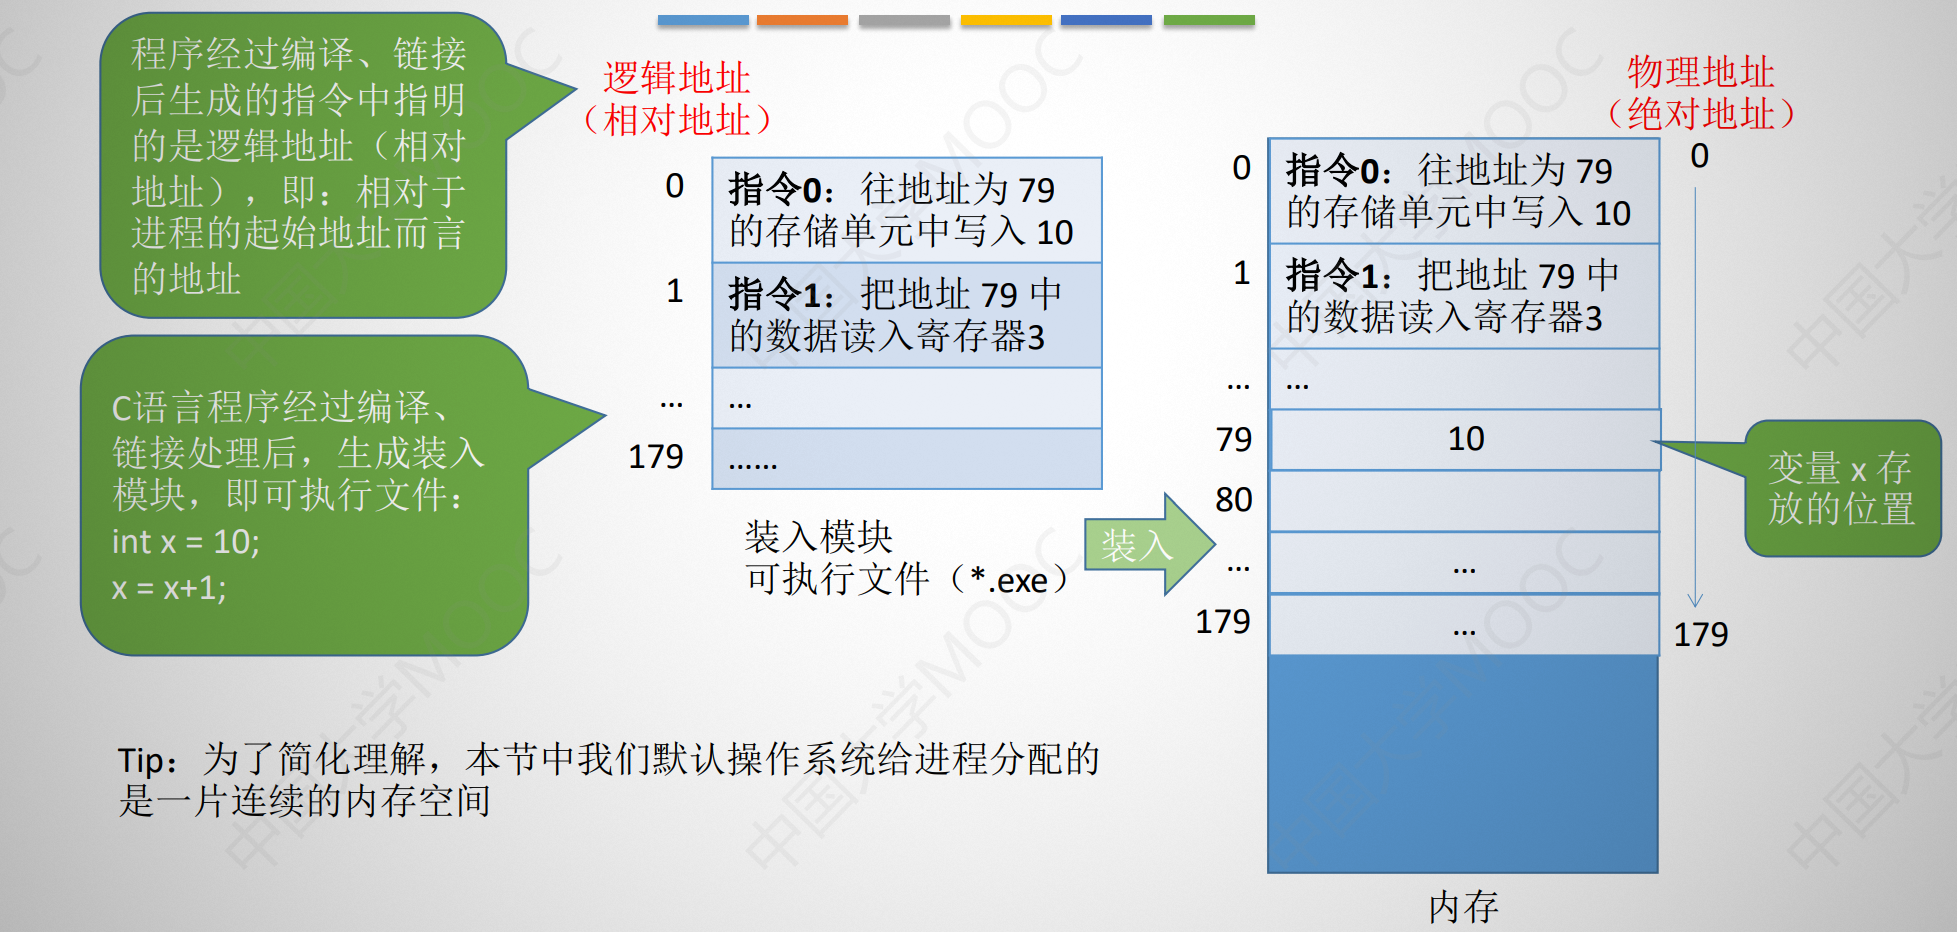 程序经过编译、链接
后生成的指令中指明
的是逻辑地址（相对
地址），即：相对于
进程的起始地址而言
的地址
C语言程序经过编译、
链接处理后，生成装入
模块，即可执行文件：
int x = 10;
x = x+1;
逻辑地址
（相对地址）
0
指令0：往地址为 79
的存储单元中写入 10
1
指令1：把地址 79 中
的数据读入寄存器3
...
...
179
......
装入模块
可执行文件（*.exe）
装入
物理地址
（绝对地址）
0
0
指令0：往地址为 79
的存储单元中写入 10
1
指令1：把地址 79 中
的数据读入寄存器3
...
...
79
10
80
...
...
179
...
179
变量 x 存
放的位置
内存
Tip：为了简化理解，本节中我们默认操作系统给进程分配的
是一片连续的内存空间
中国大学MOOC